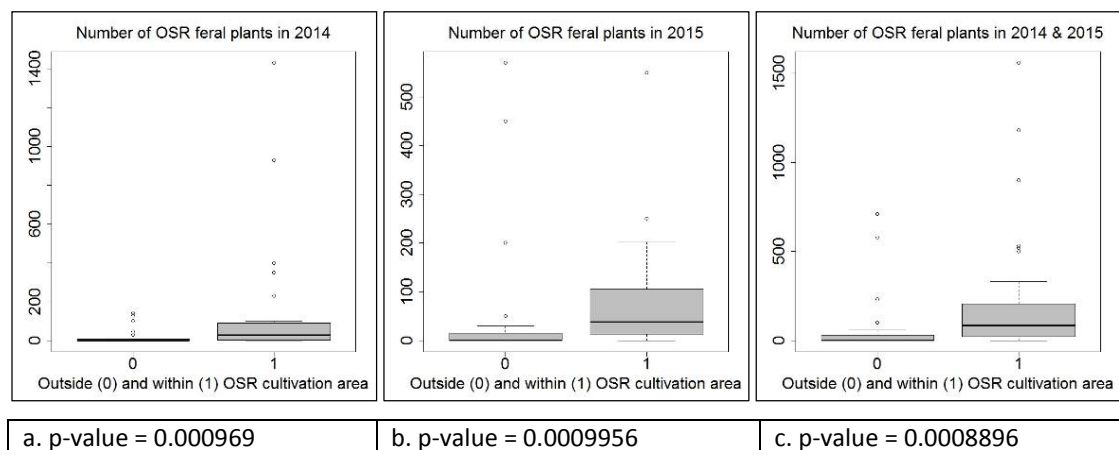 Number of OSR feral plants in 2014
1400
1000
600
200
0
0 1
Outside (0) and within (1) OSR cultivation area
Number of OSR feral plants in 2015
500
400
300
200
100
0
0 1
Outside (0) and within (1) OSR cultivation area
Number of OSR feral plants in 2014 & 2015
1500
1000
500
0
0 1
Outside (0) and within (1) OSR cultivation area
a. p-value = 0.000969
b. p-value = 0.0009956
c. p-value = 0.0008896